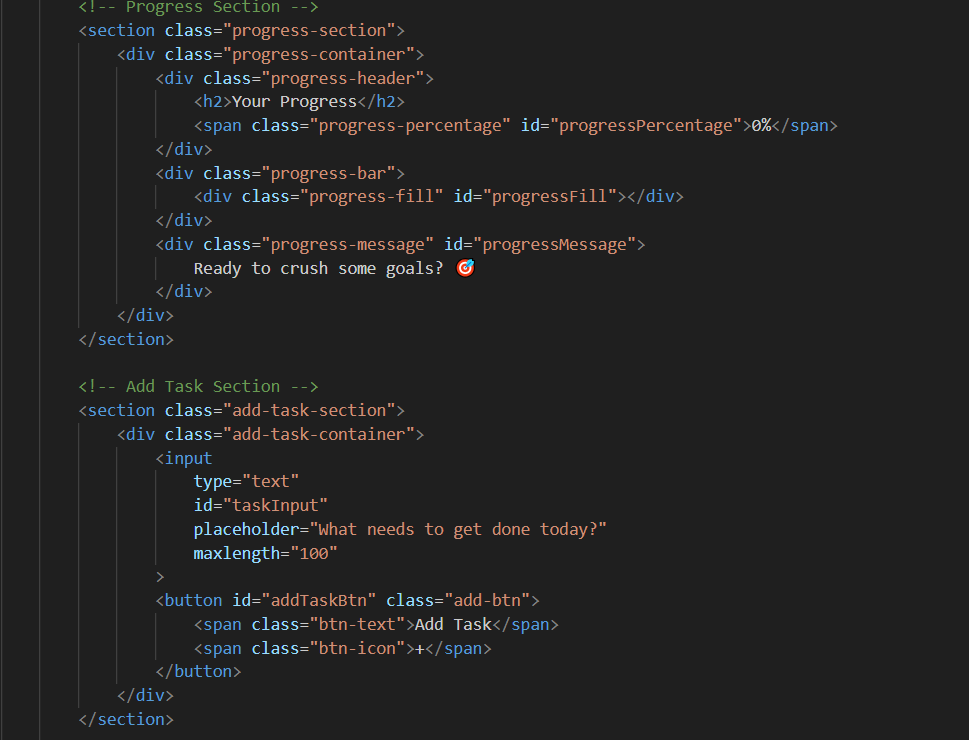 <!-- Progress Section -->
<section class="progress-section">
<div class="progress-container">
<div class="progress-header">
<h2>Your Progress</h2>
<span class="progress-percentage" id="progressPercentage">0%</span>
</div>
<div class="progress-bar">
<div class="progress-fill" id="progressFill"></div>
</div>
<div class="progress-message" id="progressMessage">
Ready to crush some goals? 🎯
</div>
</div>
</section>
<!-- Add Task Section -->
<section class="add-task-section">
<div class="add-task-container">
<input
type="text"
id="taskInput"
placeholder="What needs to get done today?"
maxlength="100"
>
<button id="addTaskBtn" class="add-btn">
<span class="btn-text">Add Task</span>
<span class="btn-icon">+</span>
</button>
</div>
</section>